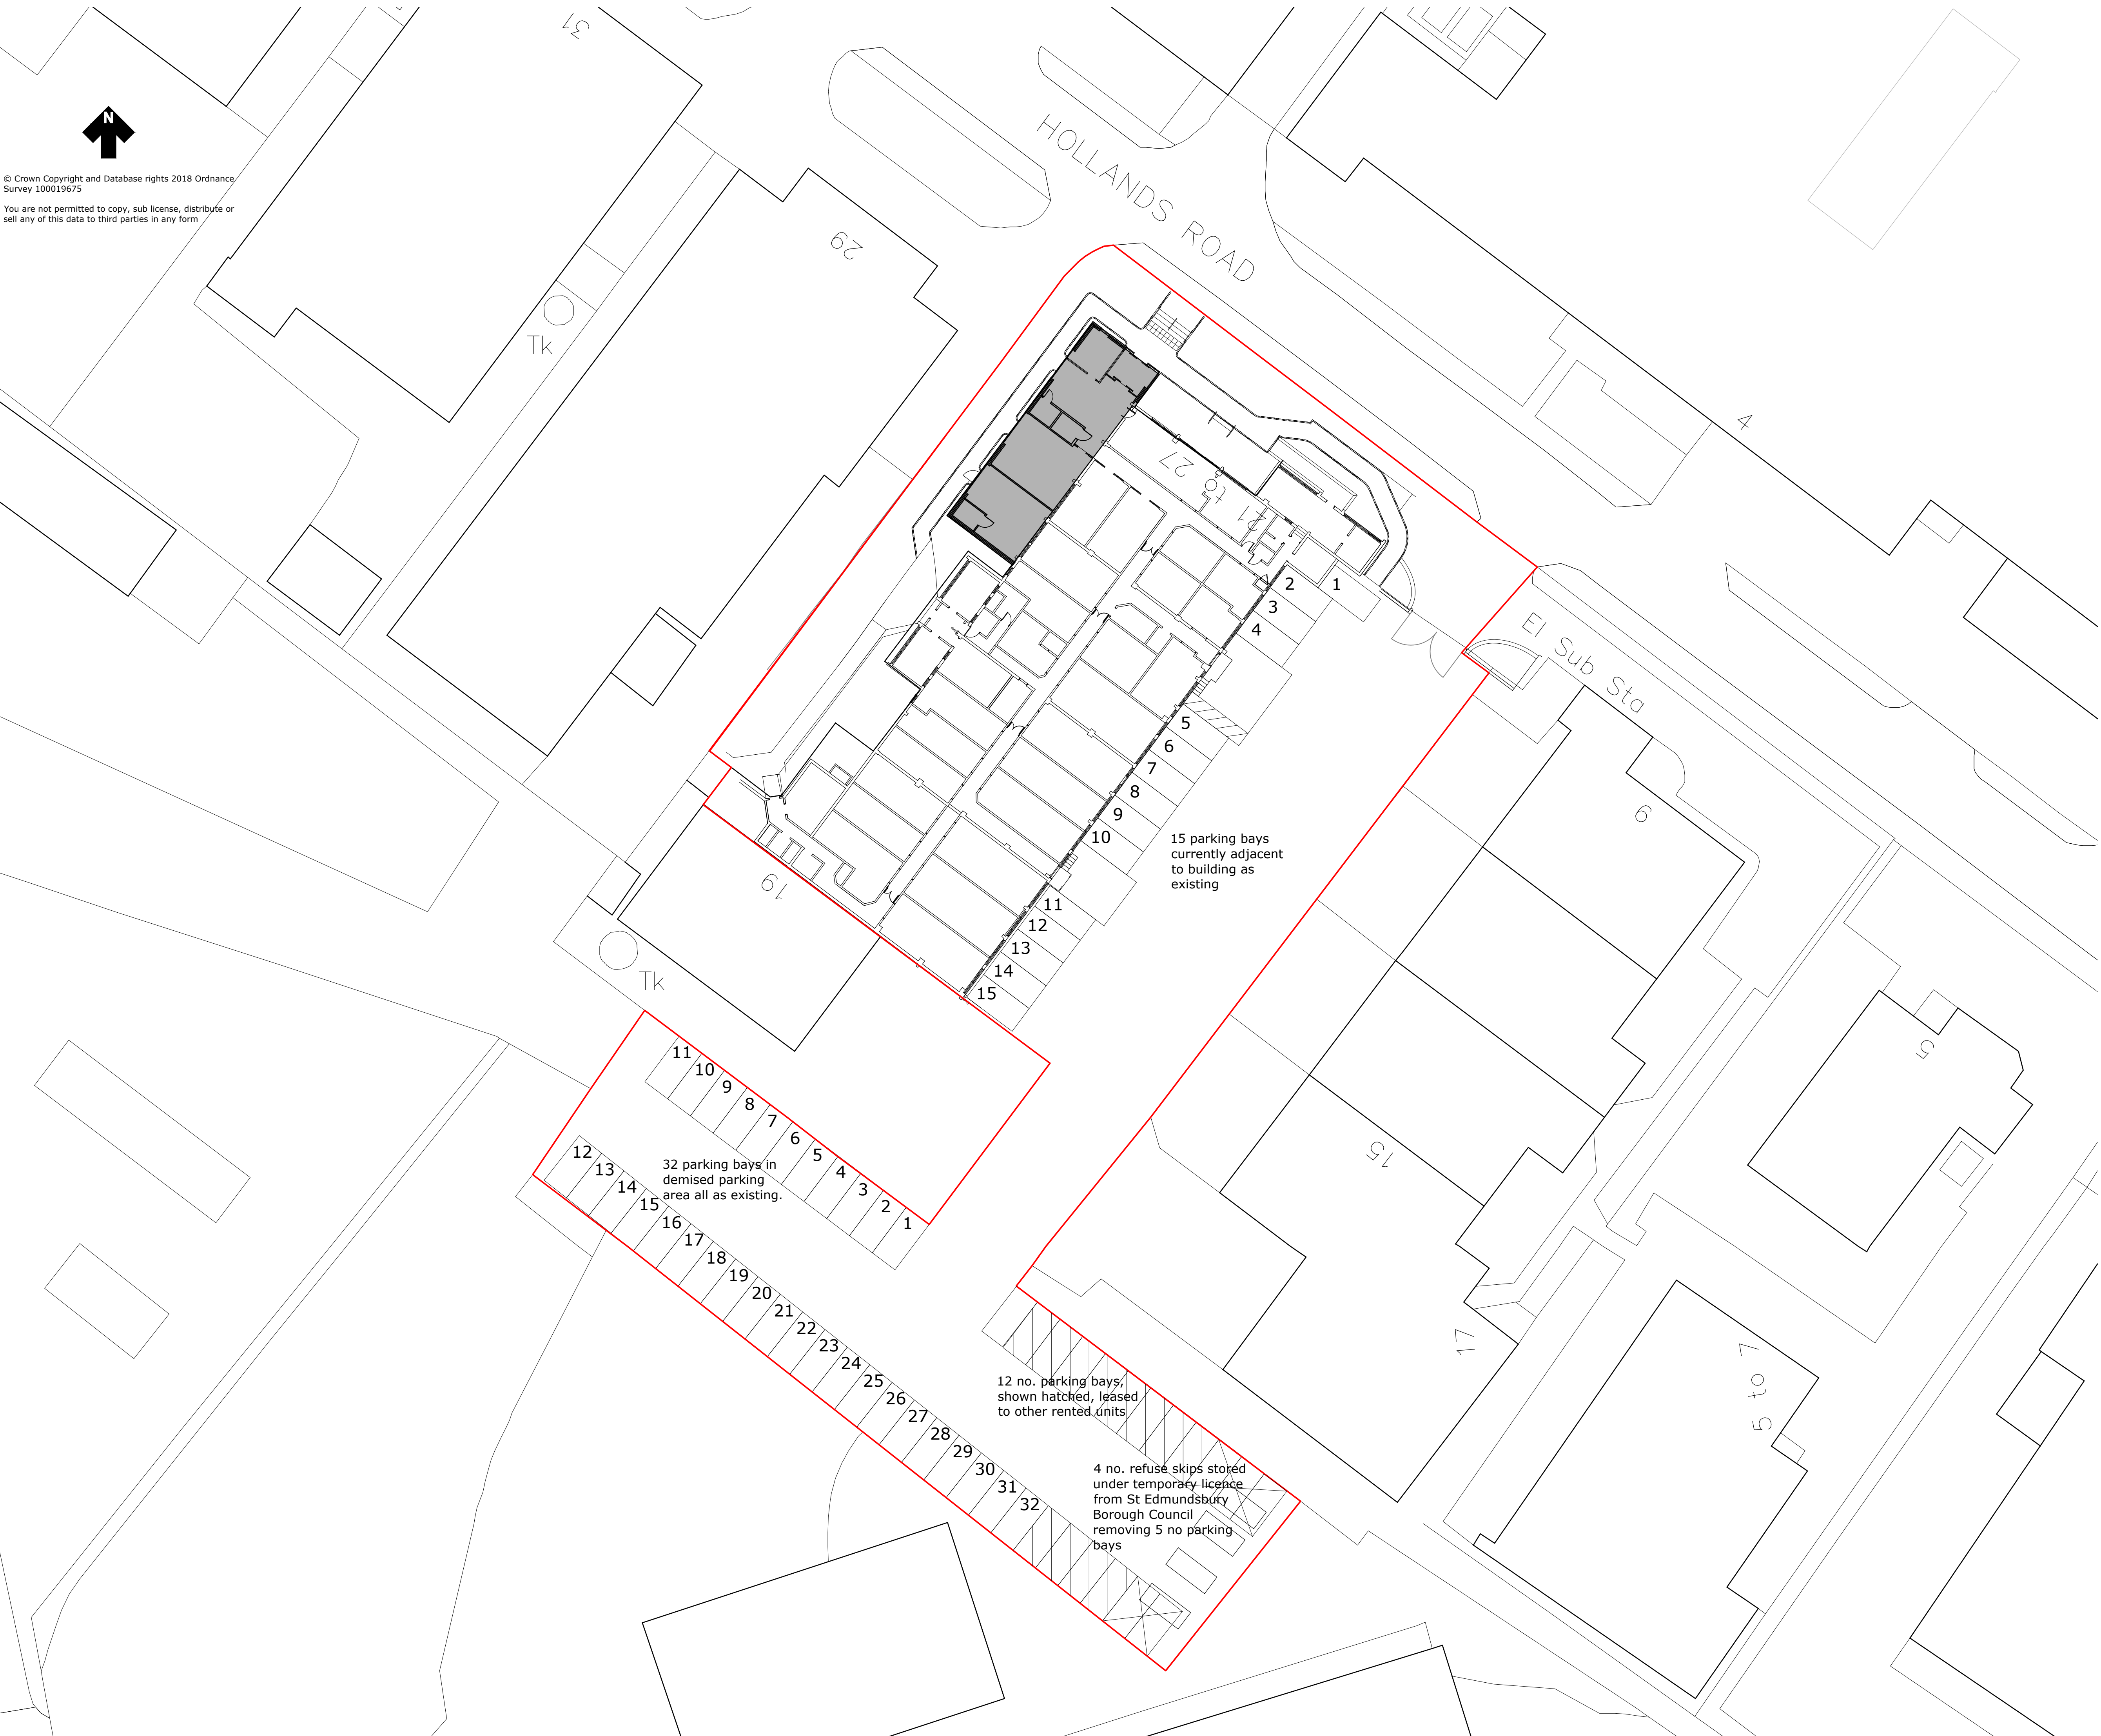 31
N
© Crown Copyright and Database rights 2018 Ordnance
Survey 100019675
You are not permitted to copy, sub license, distribute or
sell any of this data to third parties in any form
HOLLANDS ROAD
29
Tk
4
21 to 27
1
2
3
4
El Sub Sta
5
6
7
8
9
10
15 parking bays
currently adjacent
to building as
existing
9
19
11
12
13
14
15
Tk
5
11
10
9
8
7
6
5
4
3
2
1
32 parking bays in
demised parking
area all as existing.
15
12
13
14
15
16
17
18
19
20
21
22
23
24
25
26
27
28
29
30
31
32
17
5 to 7
12 no. parking bays,
shown hatched, leased
to other rented units
4 no. refuse skips stored
under temporary licence
from St Edmundsbury
Borough Council
removing 5 no parking
bays